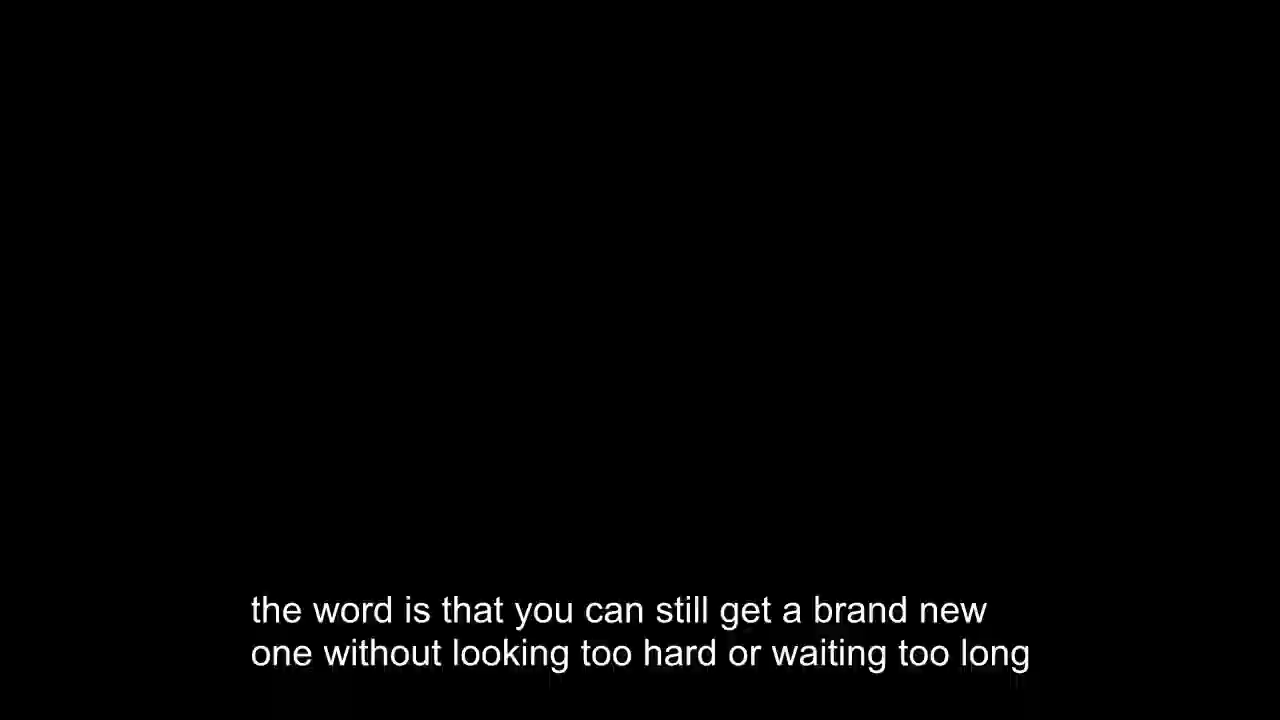 the word is that you can still get a brand new
one without looking too hard or waiting too long